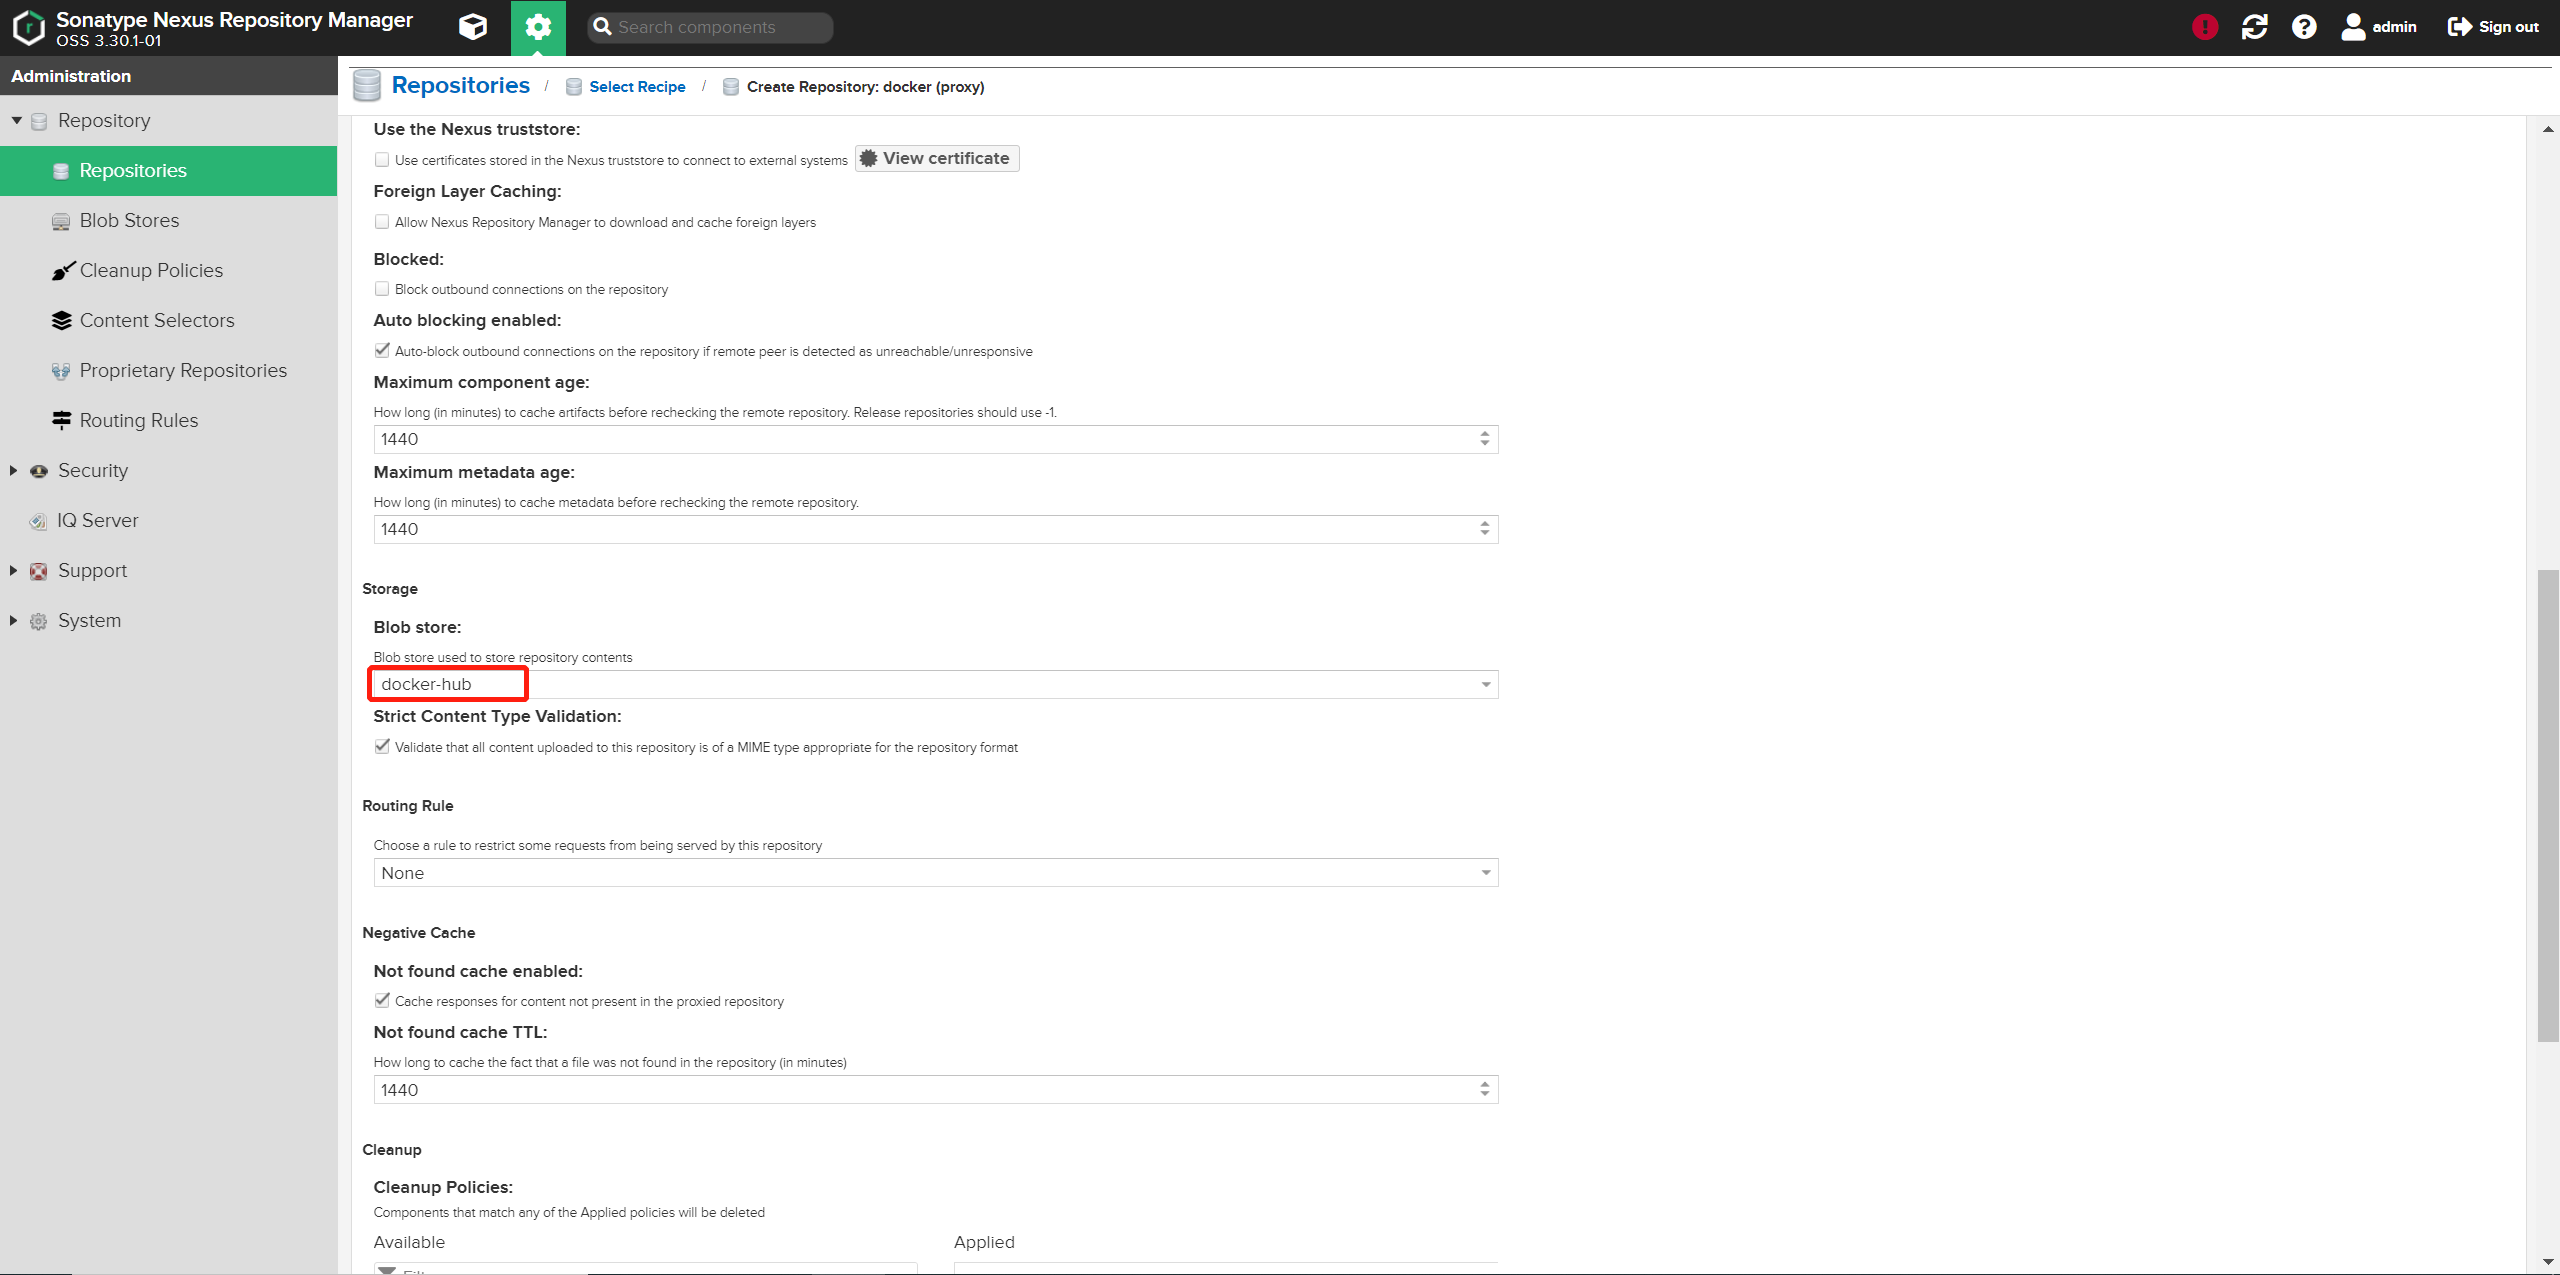 Sonatype Nexus Repository Manager
OSS 3.30.1-01
Search components
admin
Sign out
Administration
Repository
Repositories
Blob Stores
Cleanup Policies
Content Selectors
Proprietary Repositories
Routing Rules
Security
IQ Server
Support
System
Repositories / Select Recipe / Create Repository: docker (proxy)
Use the Nexus truststore:
Use certificates stored in the Nexus truststore to connect to external systems View certificate
Foreign Layer Caching:
Allow Nexus Repository Manager to download and cache foreign layers
Blocked:
Block outbound connections on the repository
Auto blocking enabled:
Auto-block outbound connections on the repository if remote peer is detected as unreachable/unresponsive
Maximum component age:
How long (in minutes) to cache artifacts before rechecking the remote repository. Release repositories should use -1.
1440
Maximum metadata age:
How long (in minutes) to cache metadata before rechecking the remote repository.
1440
Storage
Blob store:
Blob store used to store repository contents
docker-hub
Strict Content Type Validation:
Validate that all content uploaded to this repository is of a MIME type appropriate for the repository format
Routing Rule
Choose a rule to restrict some requests from being served by this repository
None
Negative Cache
Not found cache enabled:
Cache responses for content not present in the proxied repository
Not found cache TTL:
How long to cache the fact that a file was not found in the repository (in minutes)
1440
Cleanup
Cleanup Policies:
Components that match any of the Applied policies will be deleted
Available
Applied